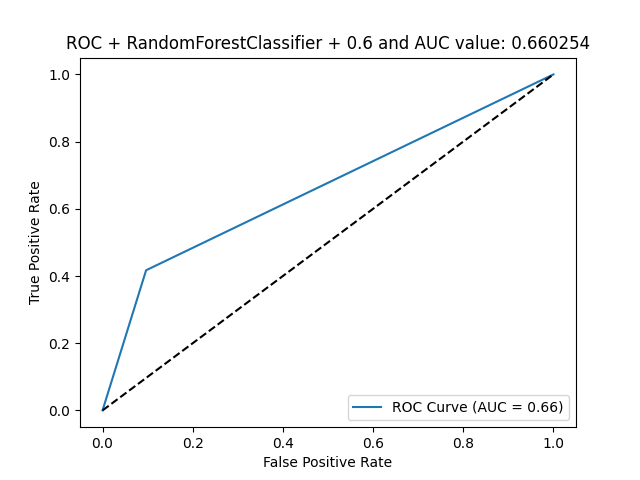 ROC + RandomForestClassifier + 0.6 and AUC value: 0.660254
1.0
0.8
0.6
0.4
0.2
0.0
True Positive Rate
ROC Curve (AUC = 0.66)
0.0 0.2 0.4 0.6 0.8 1.0
False Positive Rate